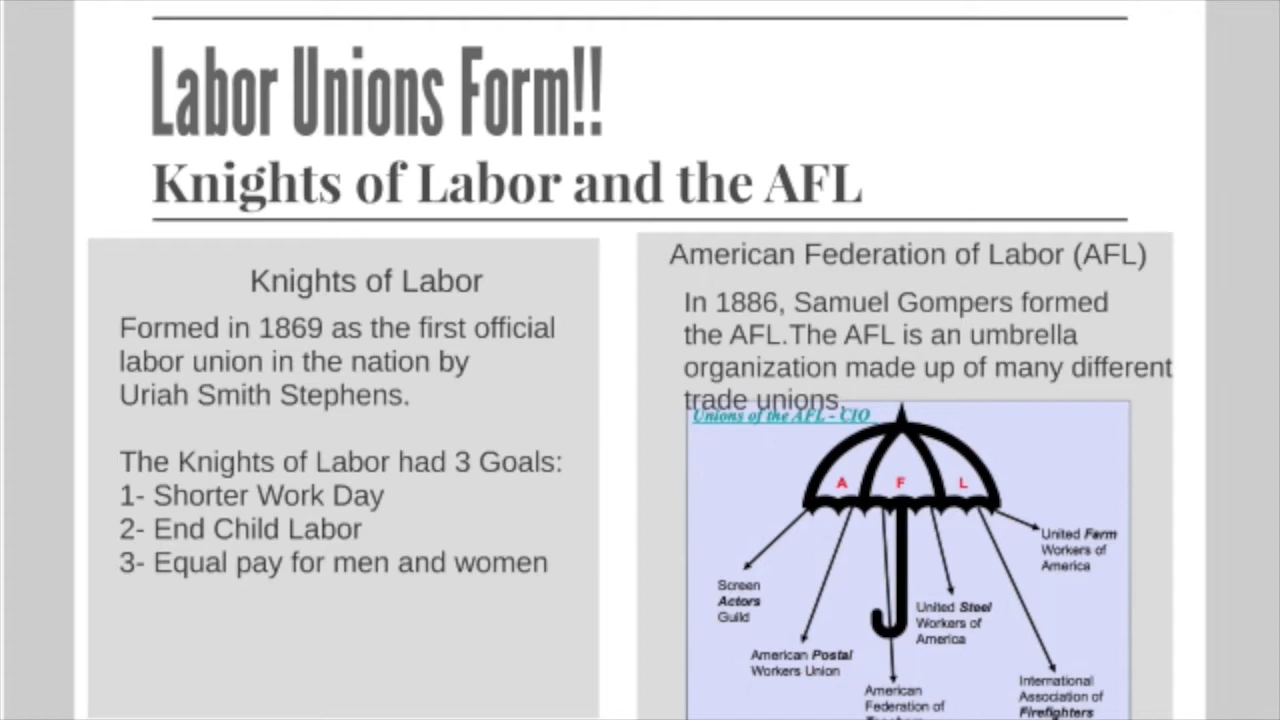 Labor Unions Form!!
Knights of Labor and the AFL
Knights of Labor
Formed in 1869 as the first official
labor union in the nation by
Uriah Smith Stephens.
The Knights of Labor had 3 Goals:
1- Shorter Work Day
2- End Child Labor
3- Equal pay for men and women
American Federation of Labor (AFL)
In 1886, Samuel Gompers formed
the AFL.The AFL is an umbrella
organization made up of many different
trade unions.
Unions of the AFL - CIO
A F L
Screen
Actors
Guild
American Postal
Workers Union
American
Federation of
United Steel
Workers of
America
International
Association of
Firefighters
United Farm
Workers of
America